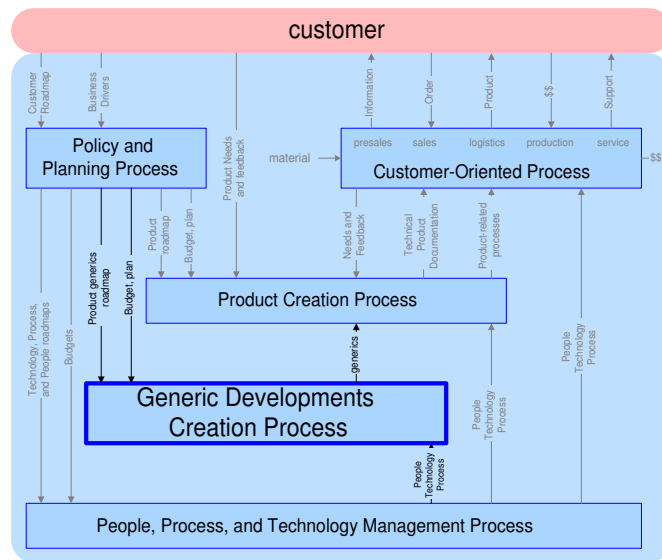 customer
Customer
Roadmap
Business
Drivers
Product Needs
and feedback
Information
Order
Product
$$
Support
Policy and
Planning Process
material
presales
sales
logistics
production
service
Customer-Oriented Process
$$
Technology, Process,
and People roadmaps
Budgets
Product generics
roadmap
Budget, plan
Product
roadmap
Budget, plan
Needs and
Feedback
Technical
Product
Documentation
Product-related
processes
Product Creation Process
generics
Generic Developments
Creation Process
People
Technology
Process
People
Technology
Process
People
Technology
Process
People, Process, and Technology Management Process